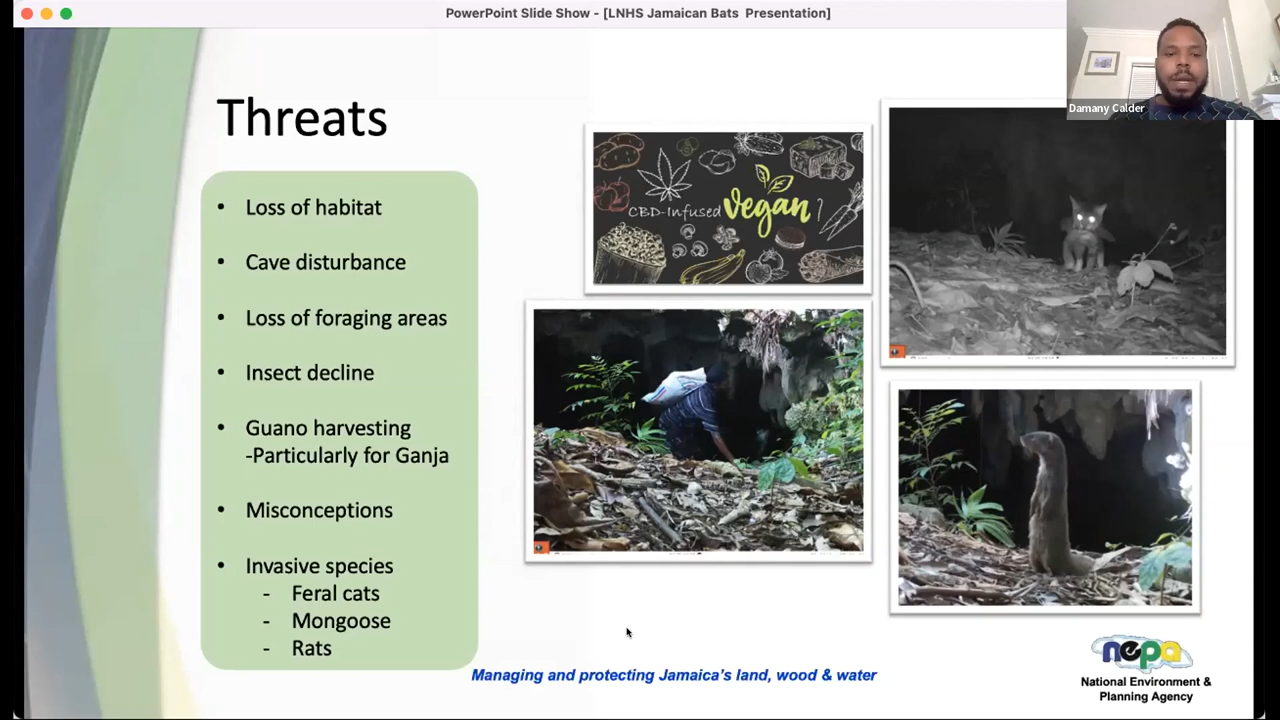 PowerPoint Slide Show - [LNHS Jamaican Bats Presentation]
Damany Calder
Threats
• Loss of habitat
• Cave disturbance
• Loss of foraging areas
• Insect decline
• Guano harvesting
-Particularly for Ganja
• Misconceptions
• Invasive species
- Feral cats
- Mongoose
- Rats
CBD-Infused vegan?
Managing and protecting Jamaica's land, wood & water
nepa
National Environment &
Planning Agency